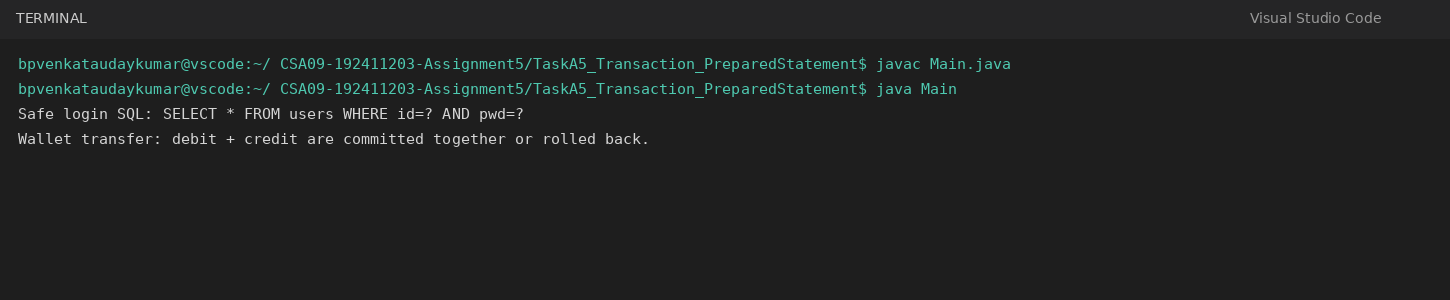 TERMINAL
Visual Studio Code
bpvenkataudaykumar@vscode:~/ CSA09-192411203-Assignment5/TaskA5_Transaction_PreparedStatement$ javac Main.java
bpvenkataudaykumar@vscode:~/ CSA09-192411203-Assignment5/TaskA5_Transaction_PreparedStatement$ java Main
Safe login SQL: SELECT * FROM users WHERE id=? AND pwd=?
Wallet transfer: debit + credit are committed together or rolled back.